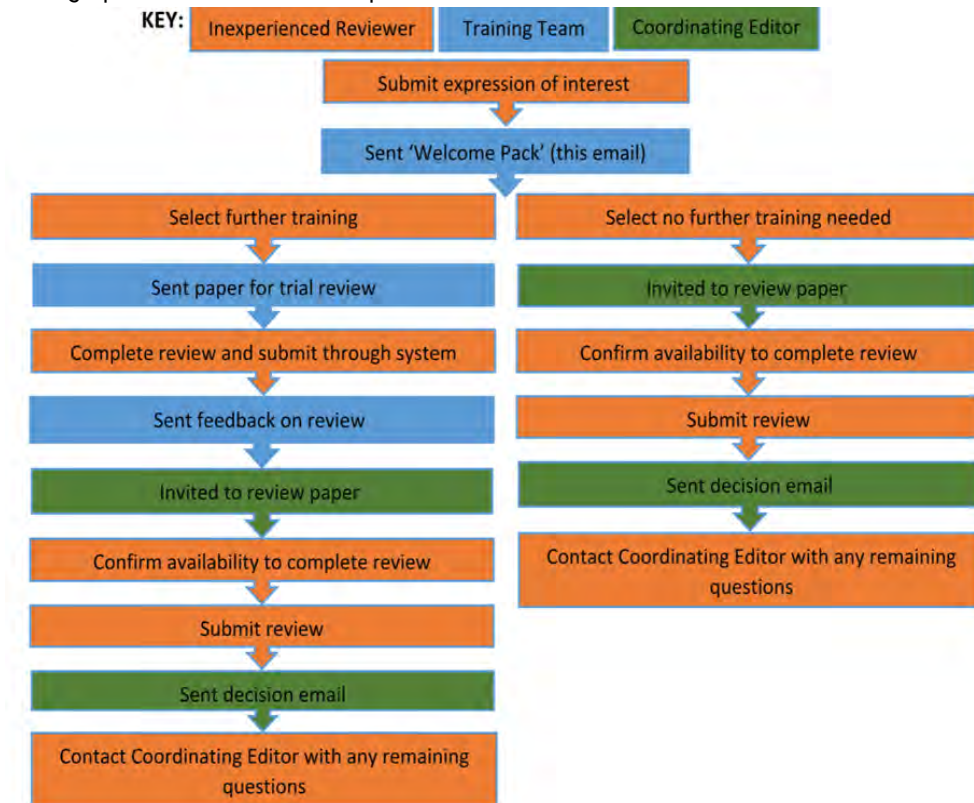 KEY:
Inexperienced Reviewer
Training Team
Coordinating Editor
Submit expression of interest
Sent ‘Welcome Pack’ (this email)
Select further training
Sent paper for trial review
Complete review and submit through system
Sent feedback on review
Invited to review paper
Confirm availability to complete review
Submit review
Sent decision email
Contact Coordinating Editor with any remaining
questions
Select no further training needed
Invited to review paper
Confirm availability to complete review
Submit review
Sent decision email
Contact Coordinating Editor with any remaining
questions